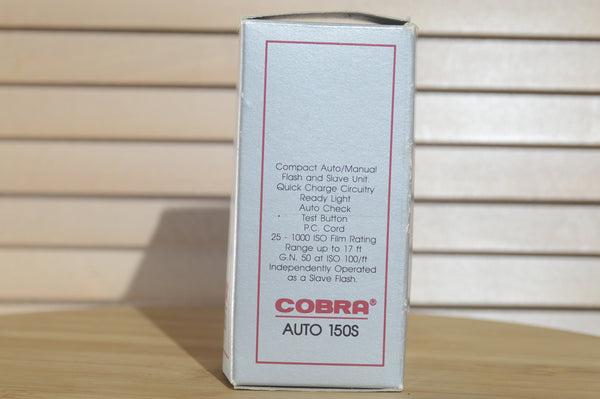 Compact Auto/Manual
Flash and Slave Unit.
Quick Charge Circuitry
Ready Light
Auto Check
Test Button
P.C. Cord
25 - 1000 ISO Film Rating
Range up to 17 ft
G.N. 50 at ISO 100/ft
Independently Operated
as a Slave Flash.
COBRA®
AUTO 150S